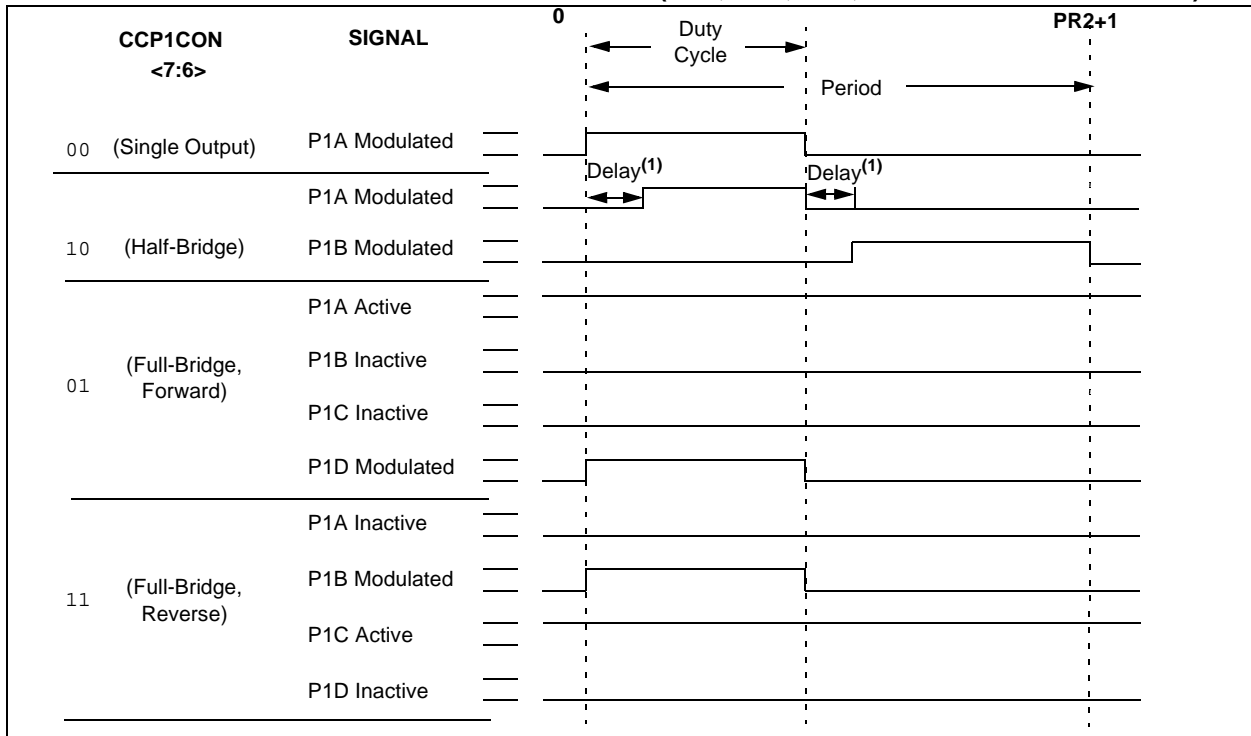 0
PR2+1
CCP1CON
<7:6>
SIGNAL
Duty
Cycle
Period
00 (Single Output) P1A Modulated
Delay(1) Delay(1)
P1A Modulated
10 (Half-Bridge) P1B Modulated
P1A Active
P1B Inactive
01 (Full-Bridge,
Forward)
P1C Inactive
P1D Modulated
P1A Inactive
P1B Modulated
11 (Full-Bridge,
Reverse)
P1C Active
P1D Inactive